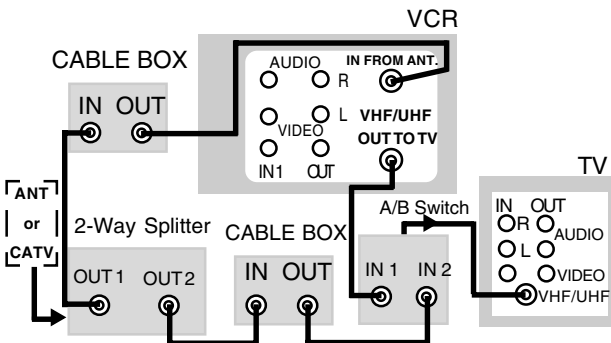 VCR
CABLE BOX
AUDIO
IN FROM ANT.
R
IN OUT
L
VHF/UHF
VIDEO
OUT TO TV
IN1 OUT
TV
ANT
or
CATV
2-Way Splitter
CABLE BOX
A/B Switch
IN OUT
R
AUDIO
L
VIDEO
VHF/UHF
OUT 1
OUT 2
IN OUT
IN 1 IN 2